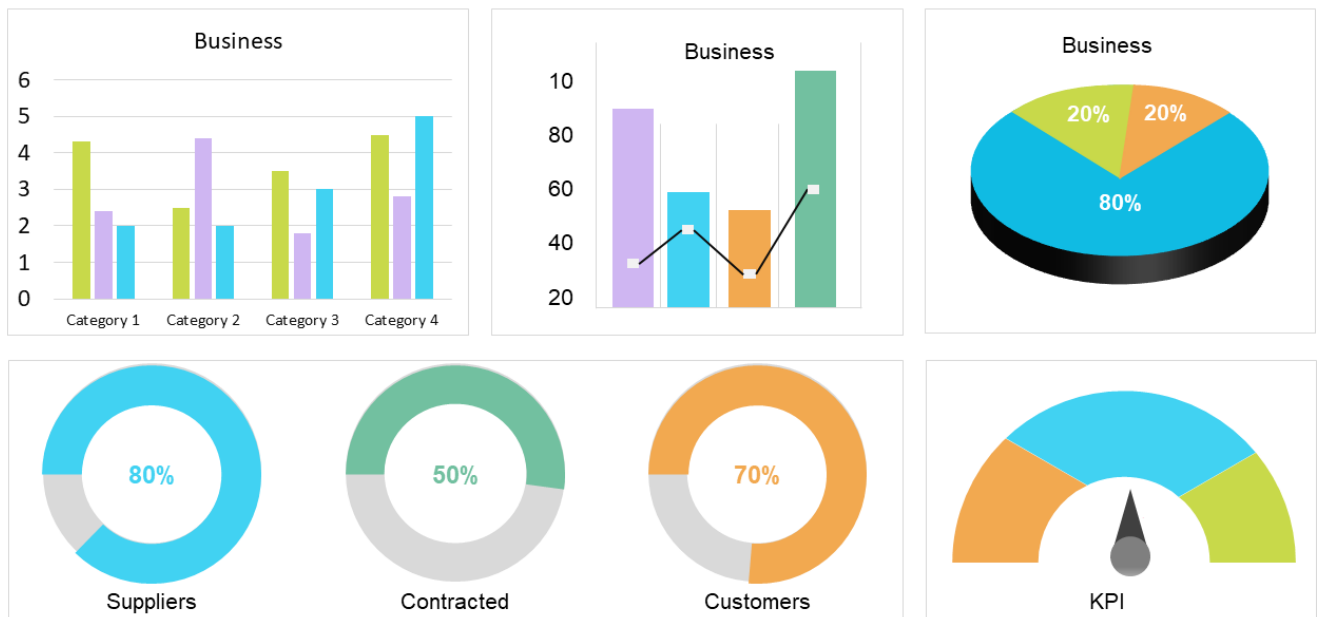 Business
6
5
4
3
2
1
0
Category 1 Category 2 Category 3 Category 4
Business
10
80
60
40
20
Business
20% 20%
80%
80%
Suppliers
50%
Contracted
70%
Customers
KPI